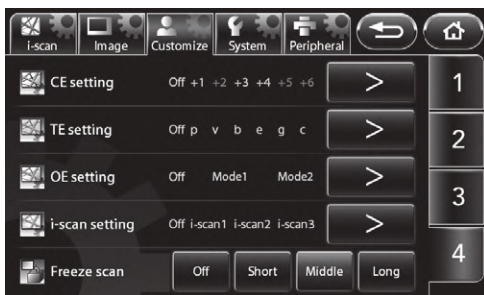 i-scan Image Customize System Peripheral
CE setting Off +1 +2 +3 +4 +5 +6 > 1
TE setting Off p v b e g c > 2
OE setting Off Mode1 Mode2 > 3
i-scan setting Off i-scan1 i-scan2 i-scan3 >
Freeze scan Off Short Middle Long 4